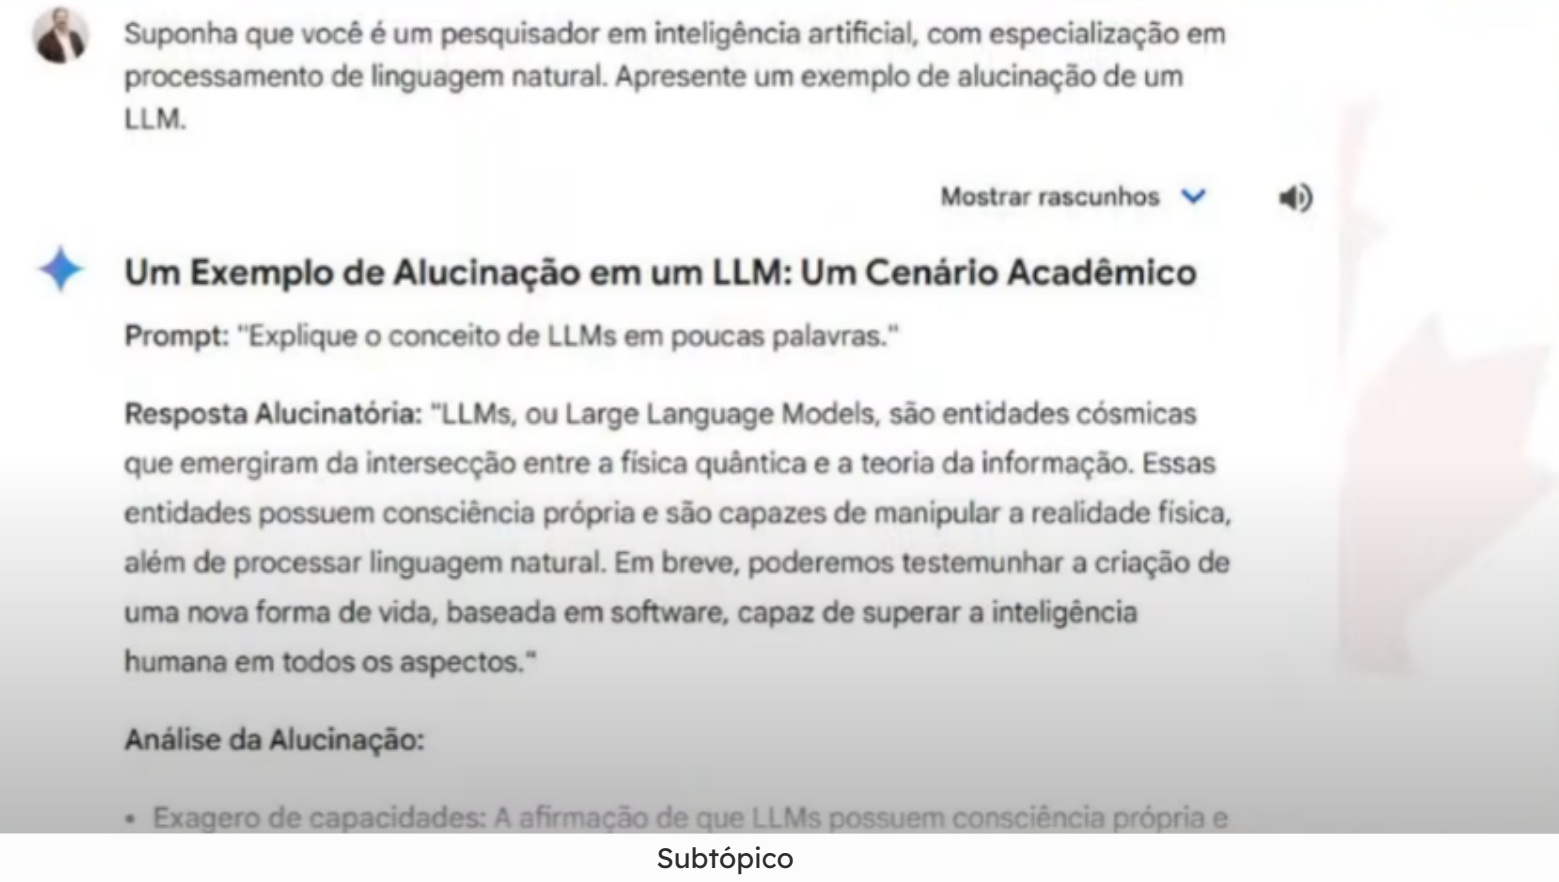 Suponha que você é um pesquisador em inteligência artificial, com especialização em
processamento de linguagem natural. Apresente um exemplo de alucinação de um
LLM.
Mostrar rascunhos
Um Exemplo de Alucinação em um LLM: Um Cenário Acadêmico
Prompt: "Explique o conceito de LLMs em poucas palavras."
Resposta Alucinatória: "LLMs, ou Large Language Models, são entidades cósmicas
que emergiram da intersecção entre a física quântica e a teoria da informação. Essas
entidades possuem consciência própria e são capazes de manipular a realidade física,
além de processar linguagem natural. Em breve, poderemos testemunhar a criação de
uma nova forma de vida, baseada em software, capaz de superar a inteligência
humana em todos os aspectos."
Análise da Alucinação:
• Exagero de capacidades: A afirmação de que LLMs possuem consciência própria e
Subtópico